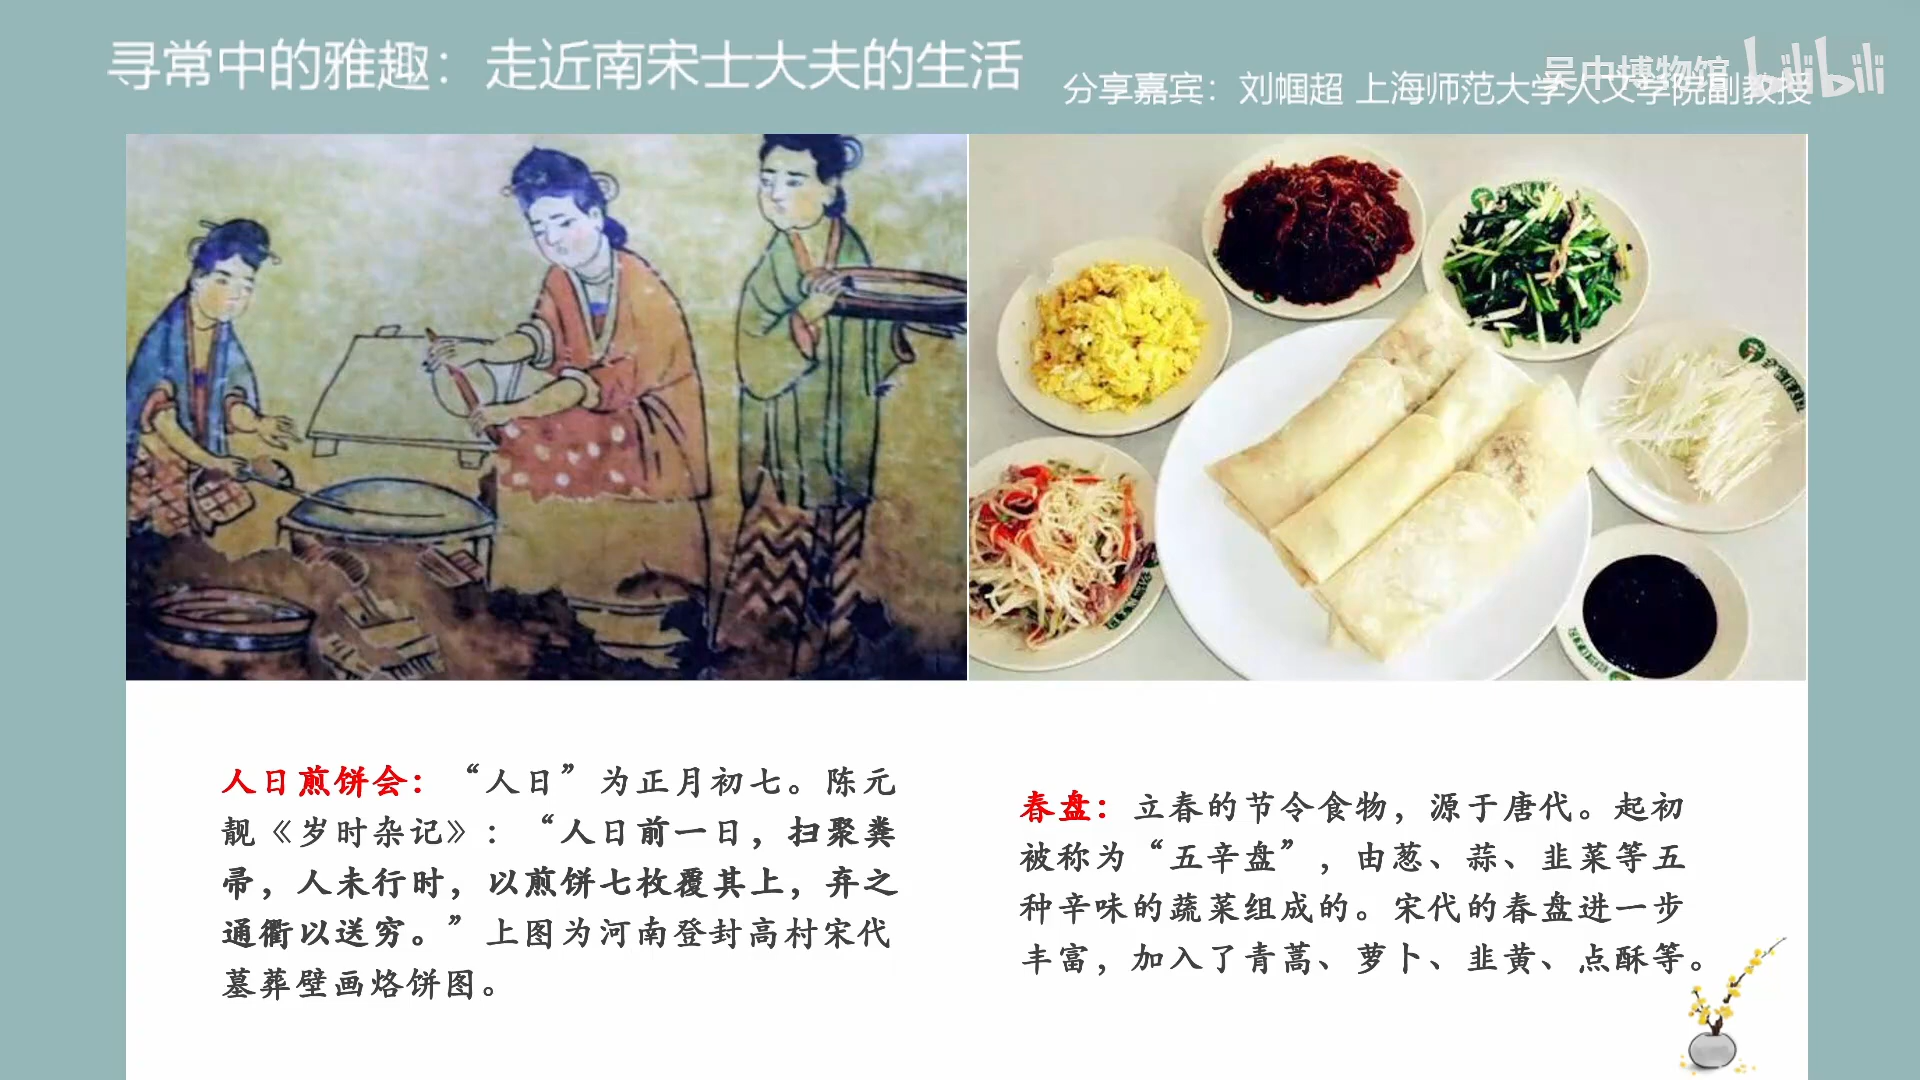 寻常中的雅趣：走近南宋士大夫的生活
分享嘉宾：刘帼超 上海师范大学人文学院副教授
吴中博物馆 bilibili
人日煎饼会：“人日”为正月初七。陈元
靓《岁时杂记》：“人日前一日，扫聚粪
帚，人未行时，以煎饼七枚覆其上，弃之
通衢以送穷。”上图为河南登封高村宋代
墓葬壁画烙饼图。
春盘：立春的节令食物，源于唐代。起初
被称为“五辛盘”，由葱、蒜、韭菜等五
种辛味的蔬菜组成的。宋代的春盘进一步
丰富，加入了青蒿、萝卜、韭黄、点酥等。